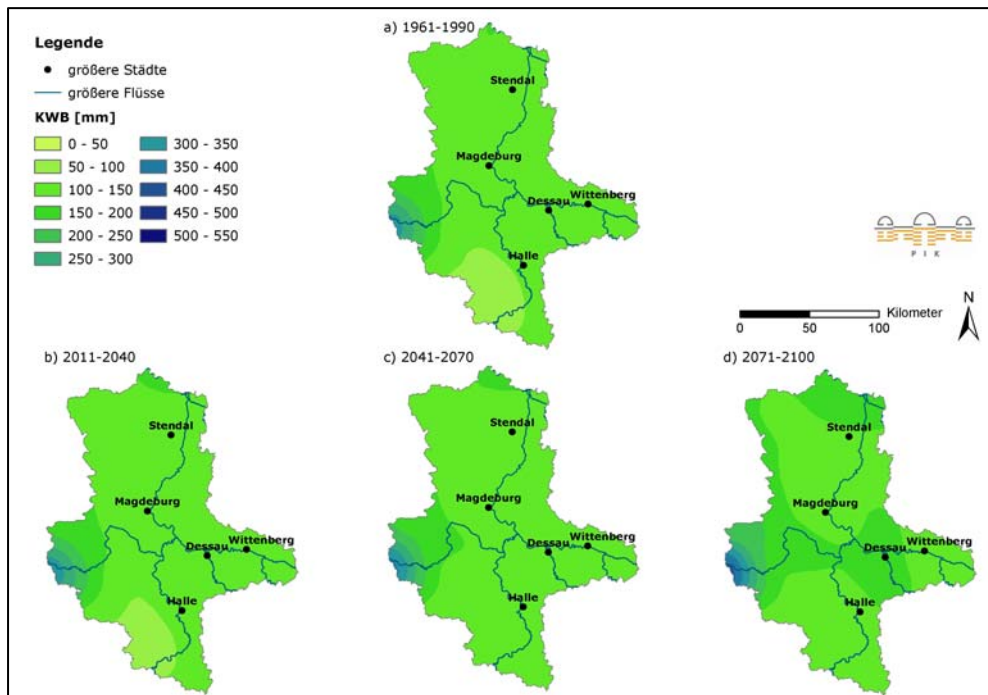 a) 1961-1990
Legende
größere Städte
größere Flüsse
KWB [mm]
0 - 50
50 - 100
100 - 150
150 - 200
200 - 250
250 - 300
300 - 350
350 - 400
400 - 450
450 - 500
500 - 550
Stendal
Magdeburg
Dessau
Wittenberg
Halle
P I K
N
Kilometer
0 50 100
b) 2011-2040
Stendal
Magdeburg
Dessau
Wittenberg
Halle
c) 2041-2070
Stendal
Magdeburg
Dessau
Wittenberg
Halle
d) 2071-2100
Stendal
Magdeburg
Dessau
Wittenberg
Halle